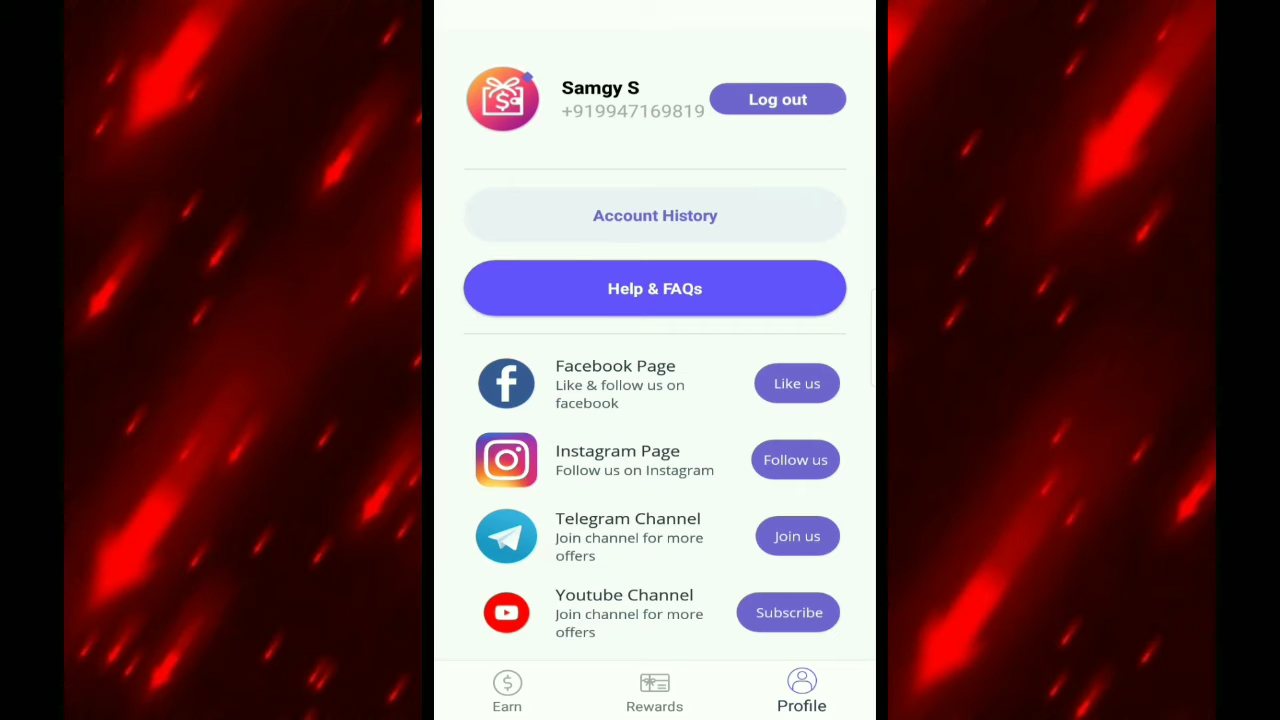 Samgy S
+919947169819
Log out
Account History
Help & FAQs
Facebook Page
Like & follow us on
facebook
Like us
Instagram Page
Follow us on Instagram
Follow us
Telegram Channel
Join channel for more
offers
Join us
Youtube Channel
Join channel for more
offers
Subscribe
Earn
Rewards
Profile